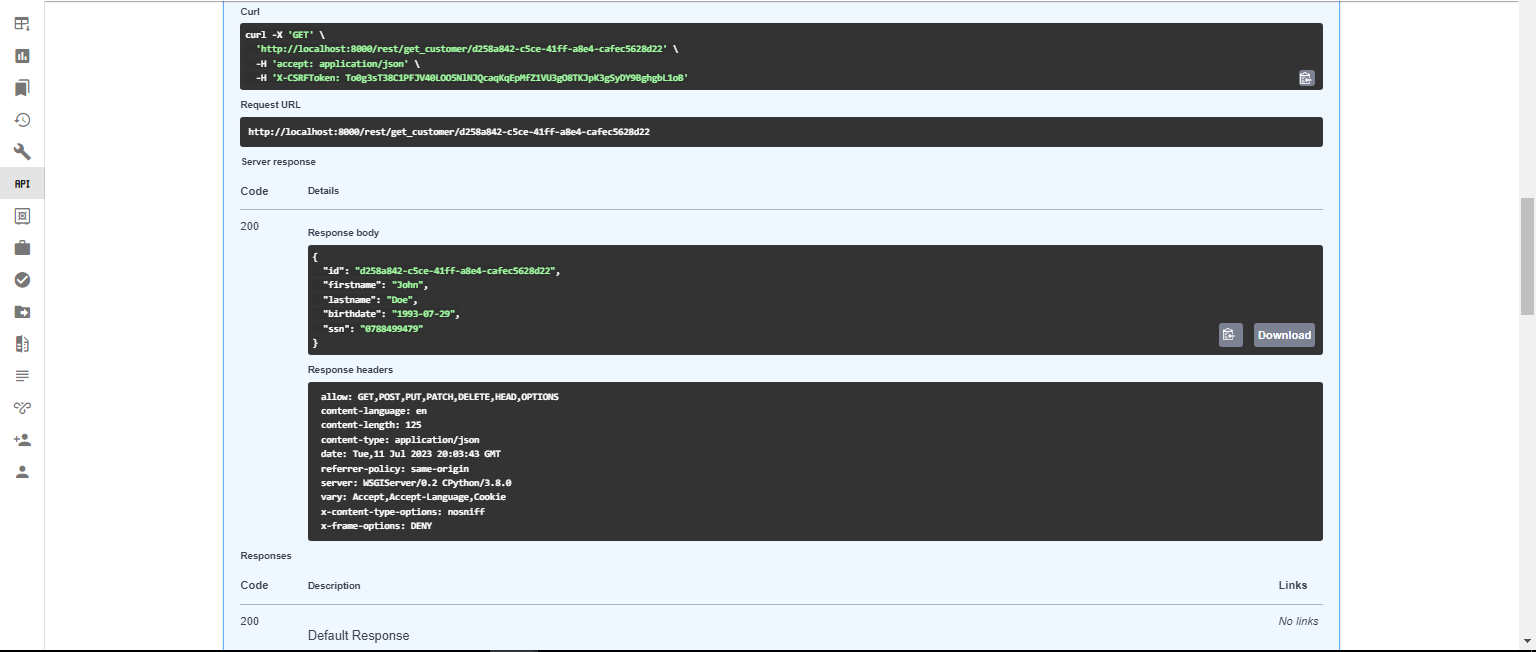 Curl
curl -X 'GET' \
'http://localhost:8000/rest/get_customer/d258a842-c5ce-41ff-a8e4-cafec5628d22' \
-H 'accept: application/json' \
-H 'X-CSRFToken: To0g3sT38C1PFJV40LOO5NlNJQcaqKqEpMfZ1VU3gO8TKJpK3gSyDY9BghgbL1oB'
Request URL
http://localhost:8000/rest/get_customer/d258a842-c5ce-41ff-a8e4-cafec5628d22
Server response
Code Details
API
200
Response body
{
"id": "d258a842-c5ce-41ff-a8e4-cafec5628d22",
"firstname": "John",
"lastname": "Doe",
"birthdate": "1993-07-29",
"ssn": "0788499479"
}
Download
Response headers
allow: GET,POST,PUT,PATCH,DELETE,HEAD,OPTIONS
content-language: en
content-length: 125
content-type: application/json
date: Tue,11 Jul 2023 20:03:43 GMT
referrer-policy: same-origin
server: WSGIServer/0.2 CPython/3.8.0
vary: Accept,Accept-Language,Cookie
x-content-type-options: nosniff
x-frame-options: DENY
Responses
Code Description Links
200 No links
Default Response